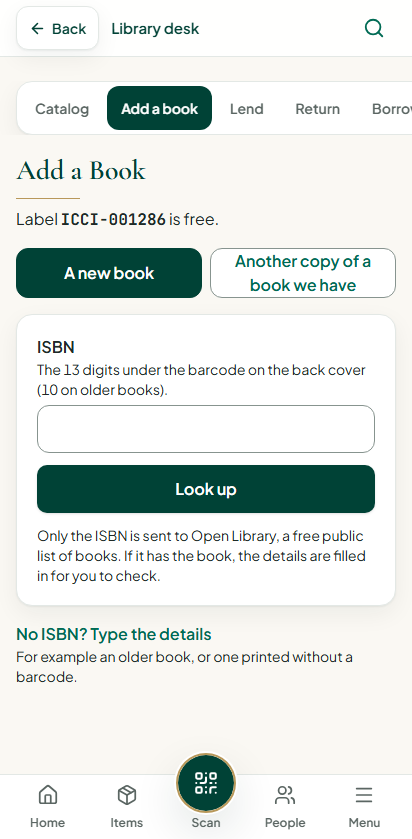 Back
Library desk
Catalog
Add a book
Lend
Return
Borrow
Add a Book
Label ICCI-001286 is free.
A new book
Another copy of a
book we have
ISBN
The 13 digits under the barcode on the back cover
(10 on older books).
Look up
Only the ISBN is sent to Open Library, a free public
list of books. If it has the book, the details are filled
in for you to check.
No ISBN? Type the details
For example an older book, or one printed without a
barcode.
Home
Items
Scan
People
Menu